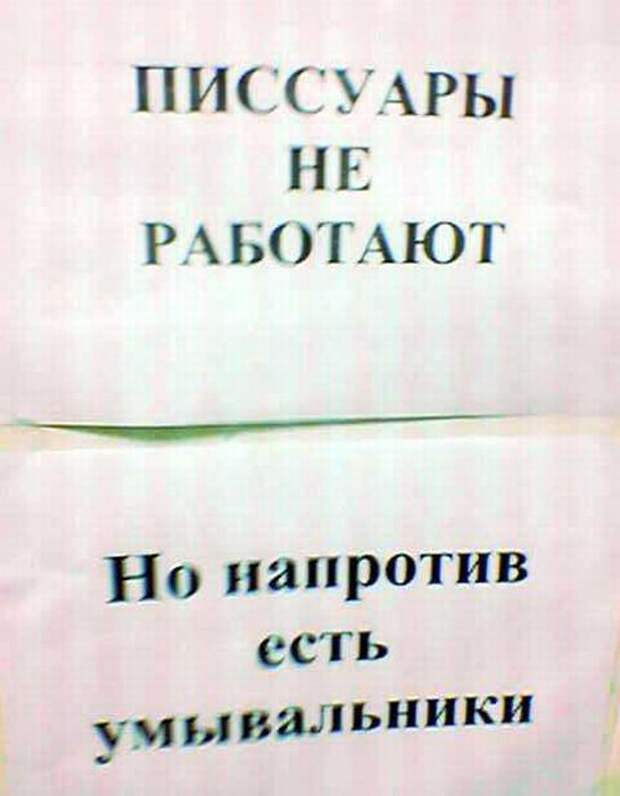 ПИССУАРЫ
НЕ
РАБОТАЮТ
Но напротив
есть
умывальники